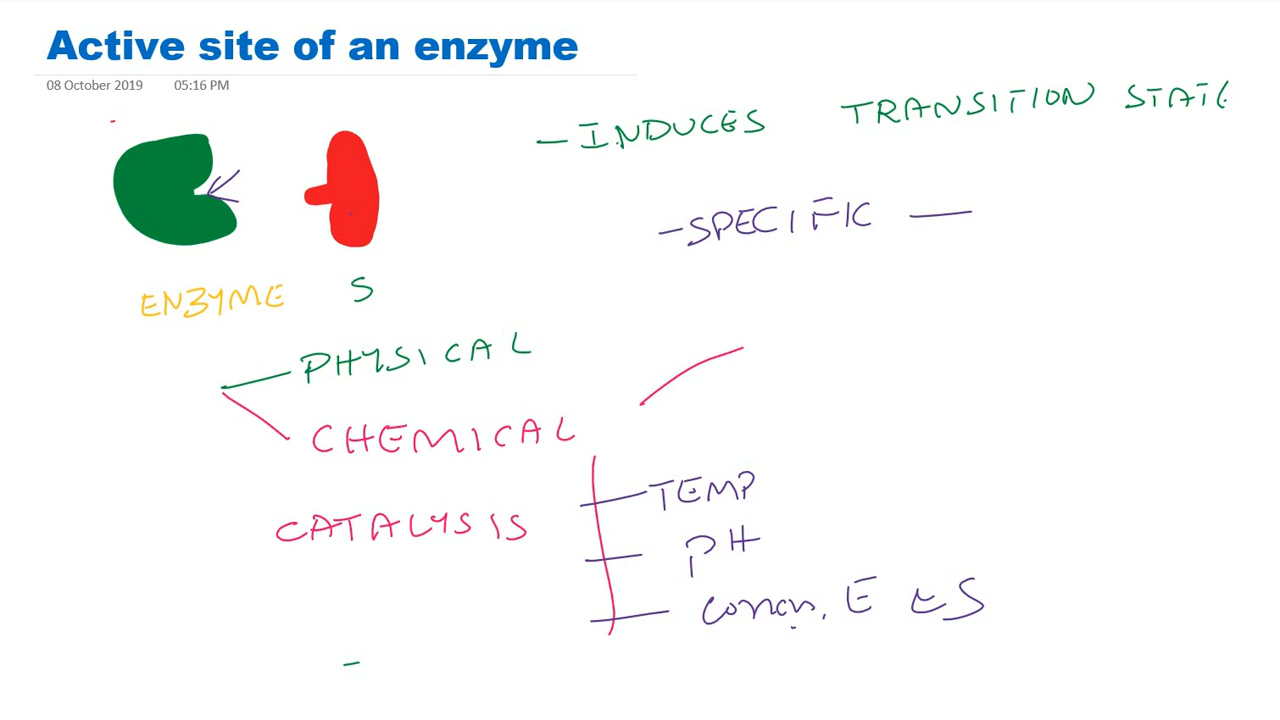 Active site of an enzyme
08 October 2019 05:16 PM
- INDUCES TRANSITION STATE
- SPECIFIC —
ENZYME S
PHYSICAL
CHEMICAL
CATALYSIS
TEMP
PH
concn. E & S